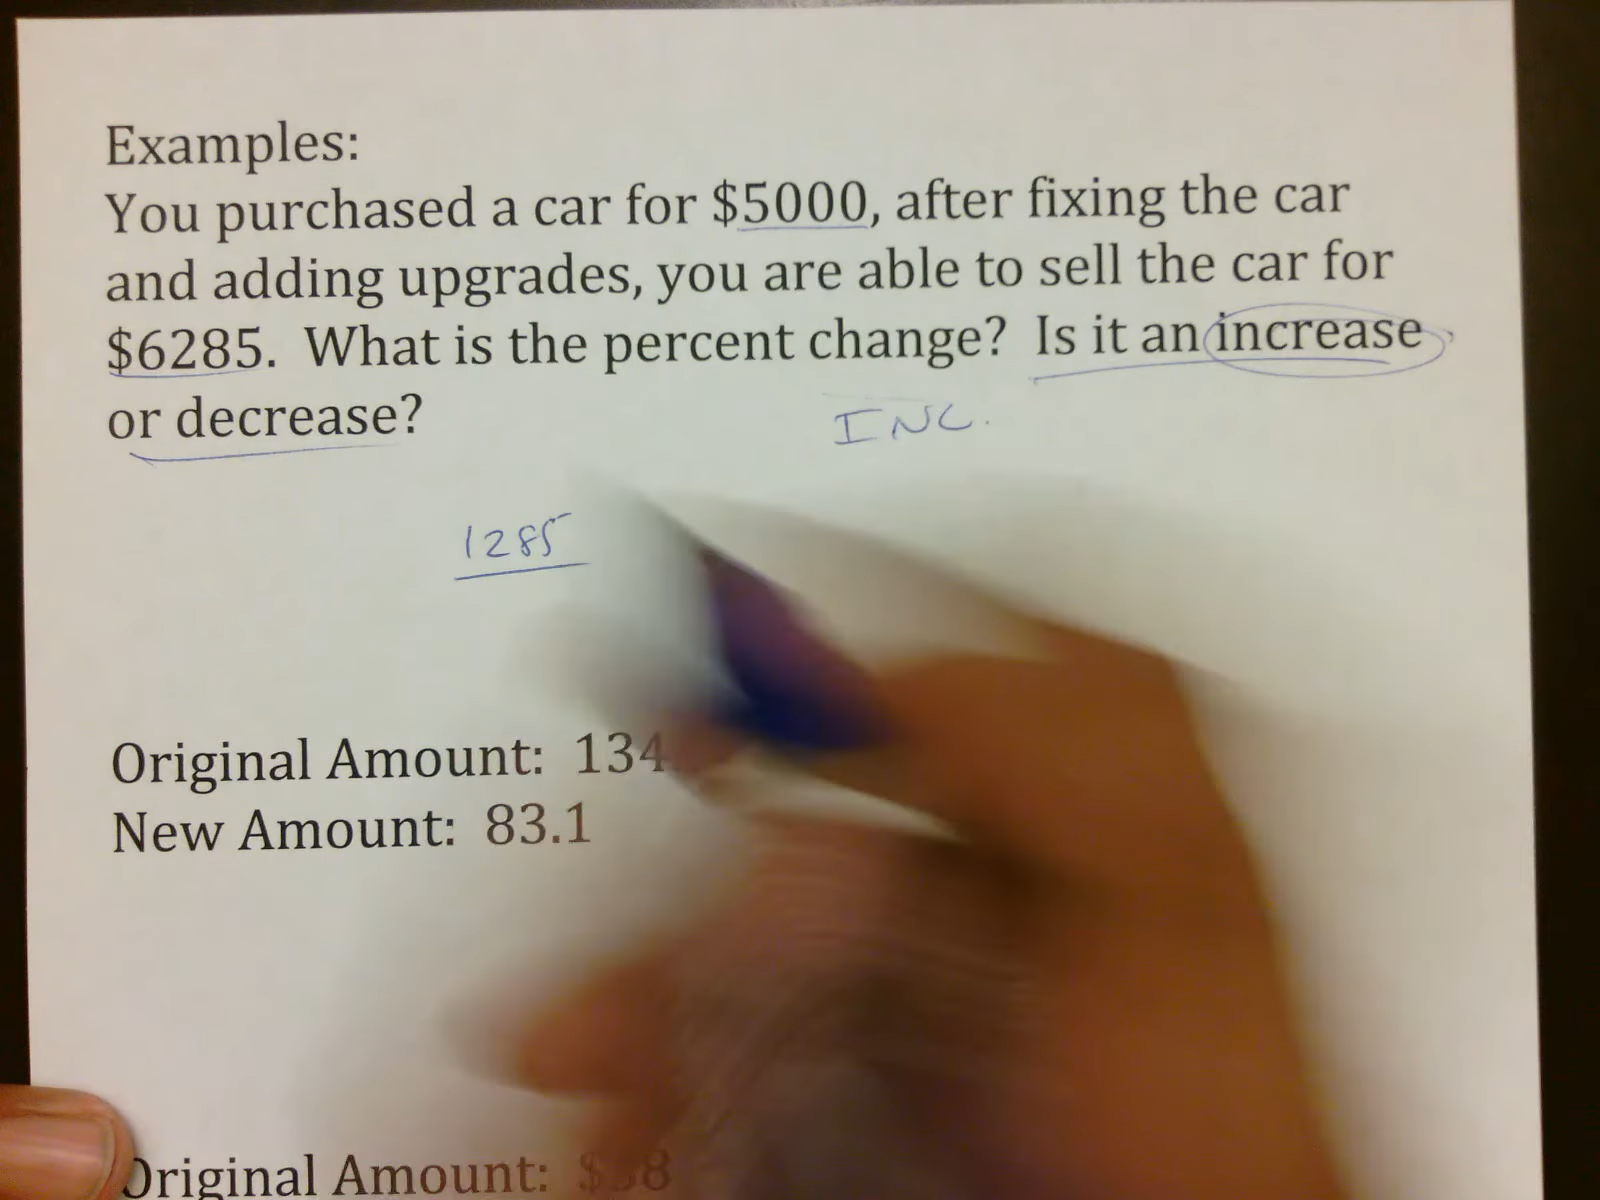 Examples:
You purchased a car for $5000, after fixing the car
and adding upgrades, you are able to sell the car for
$6285. What is the percent change? Is it an increase
or decrease?
INC.
1285
Original Amount: 134
New Amount: 83.1
Original Amount: